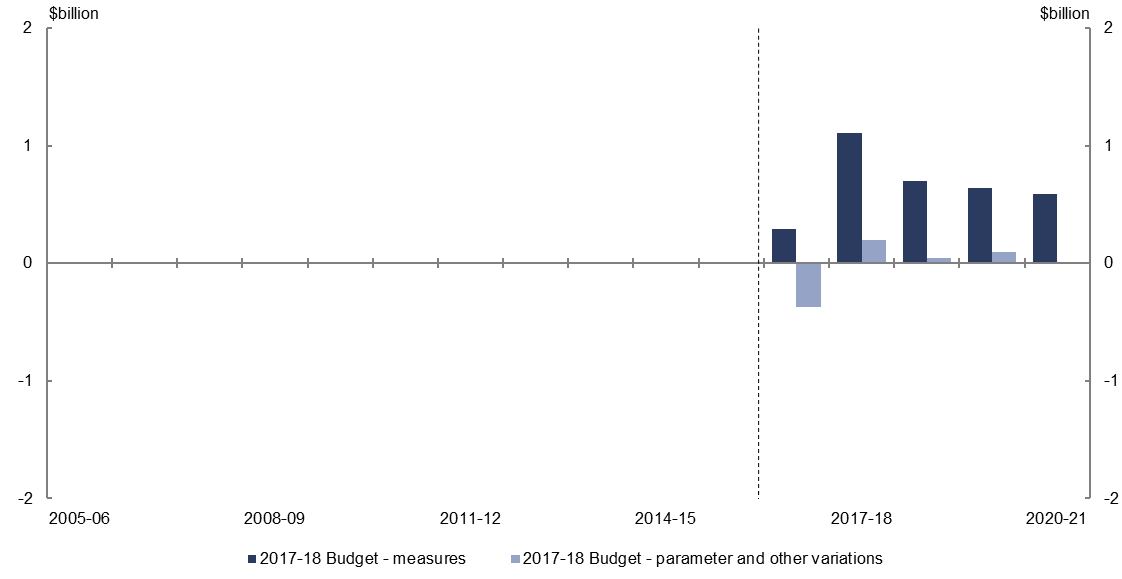 $billion $billion
2 2
1 1
0 0
-1 -1
-2 -2
2005-06 2008-09 2011-12 2014-15 2017-18 2020-21
2017-18 Budget - measures 2017-18 Budget - parameter and other variations